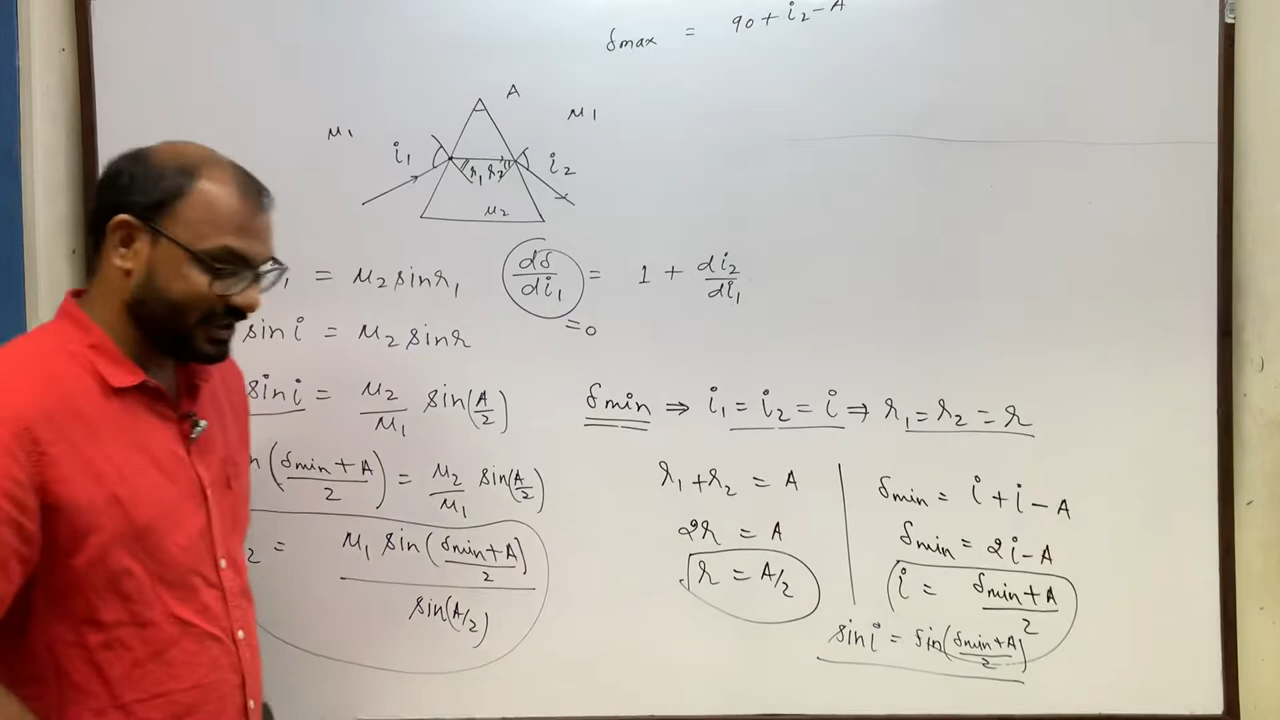 δmax = 90 + i2 - A
A
μ1
μ1
i1
r1 r2
i2
μ2
1 = μ2 sin r1
dδ/di1 = 1 + di2/di1
= 0
sin i = μ2 sin r
sin i = μ2/μ1 sin(A/2)
δmin ⇒ i1 = i2 = i ⇒ r1 = r2 = r
(δmin + A/2) = μ2/μ1 sin(A/2)
r1 + r2 = A
2r = A
r = A/2
δmin = i + i - A
δmin = 2i - A
i = δmin + A/2
sin i = sin(δmin + A/2)
2 = μ1 sin(δmin + A/2)/sin(A/2)